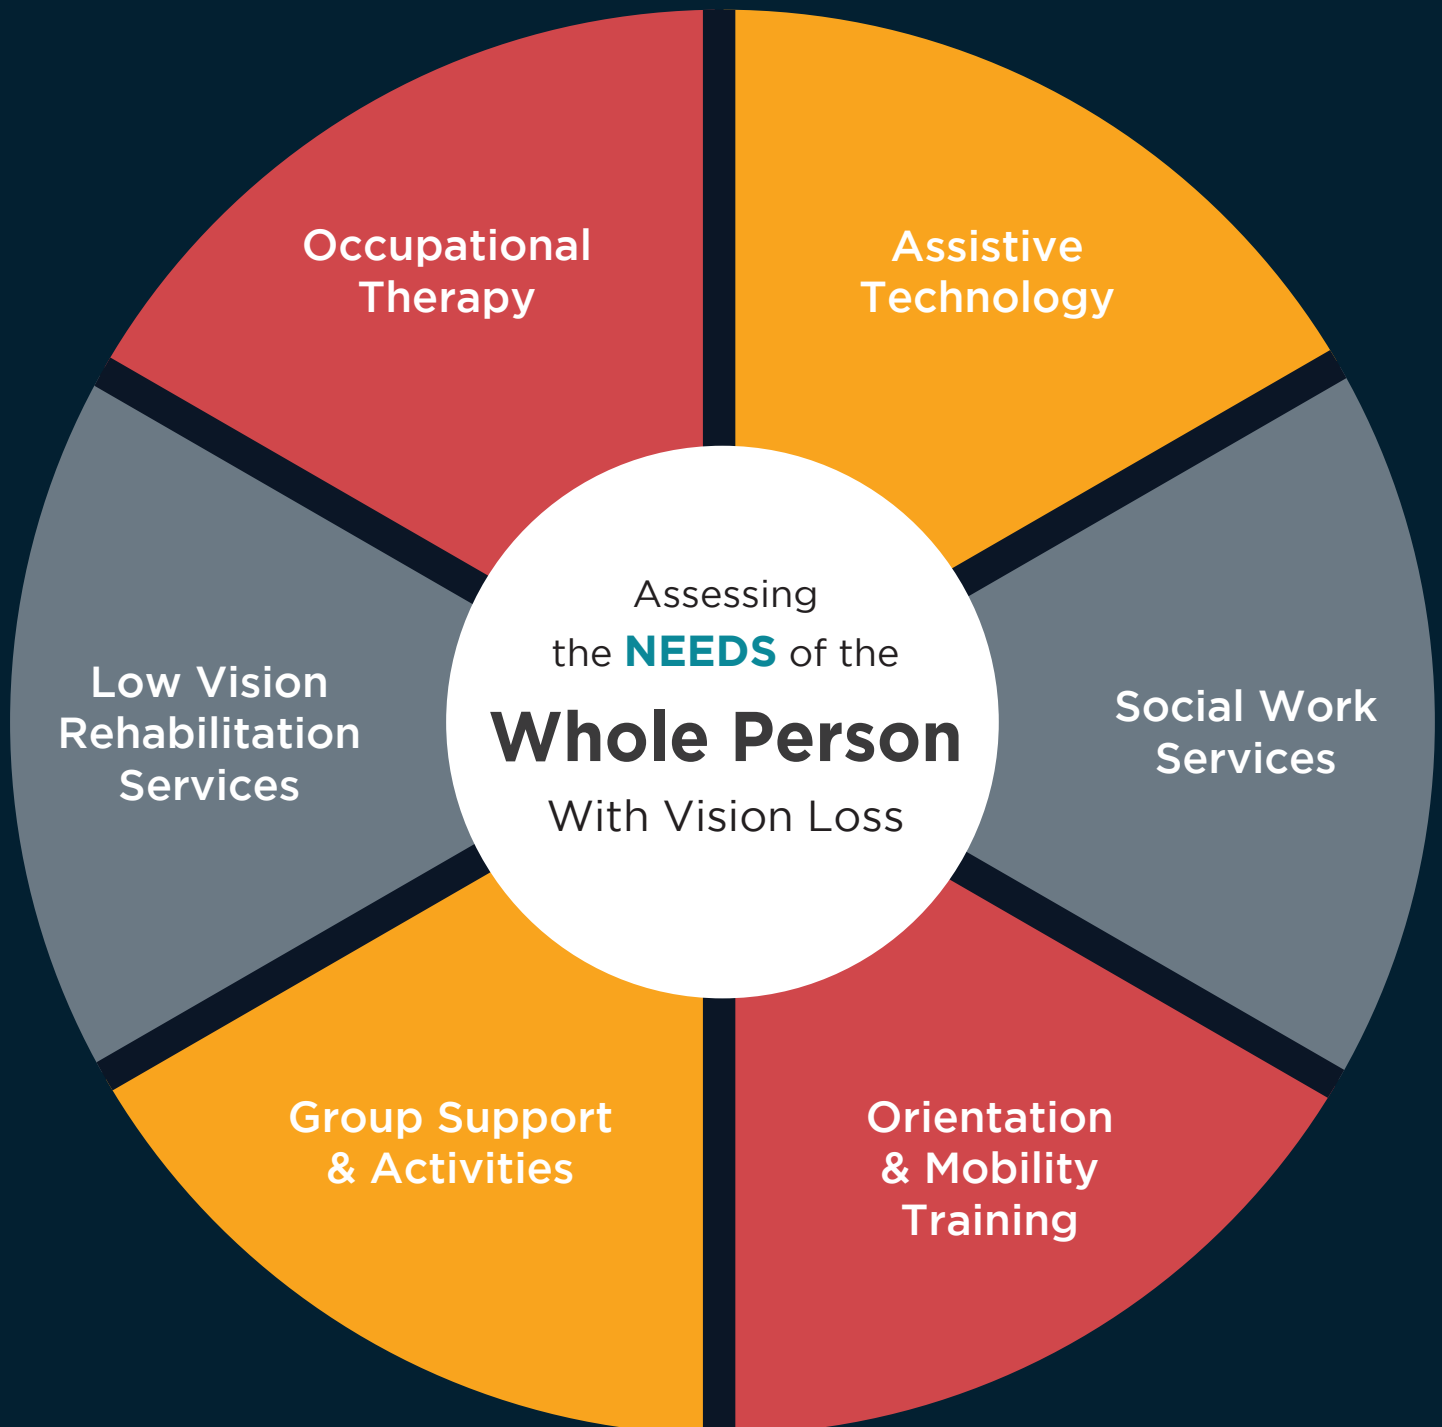 Occupational
Therapy
Assistive
Technology
Assessing
the NEEDS of the
Whole Person
With Vision Loss
Low Vision
Rehabilitation
Services
Social Work
Services
Group Support
& Activities
Orientation
& Mobility
Training